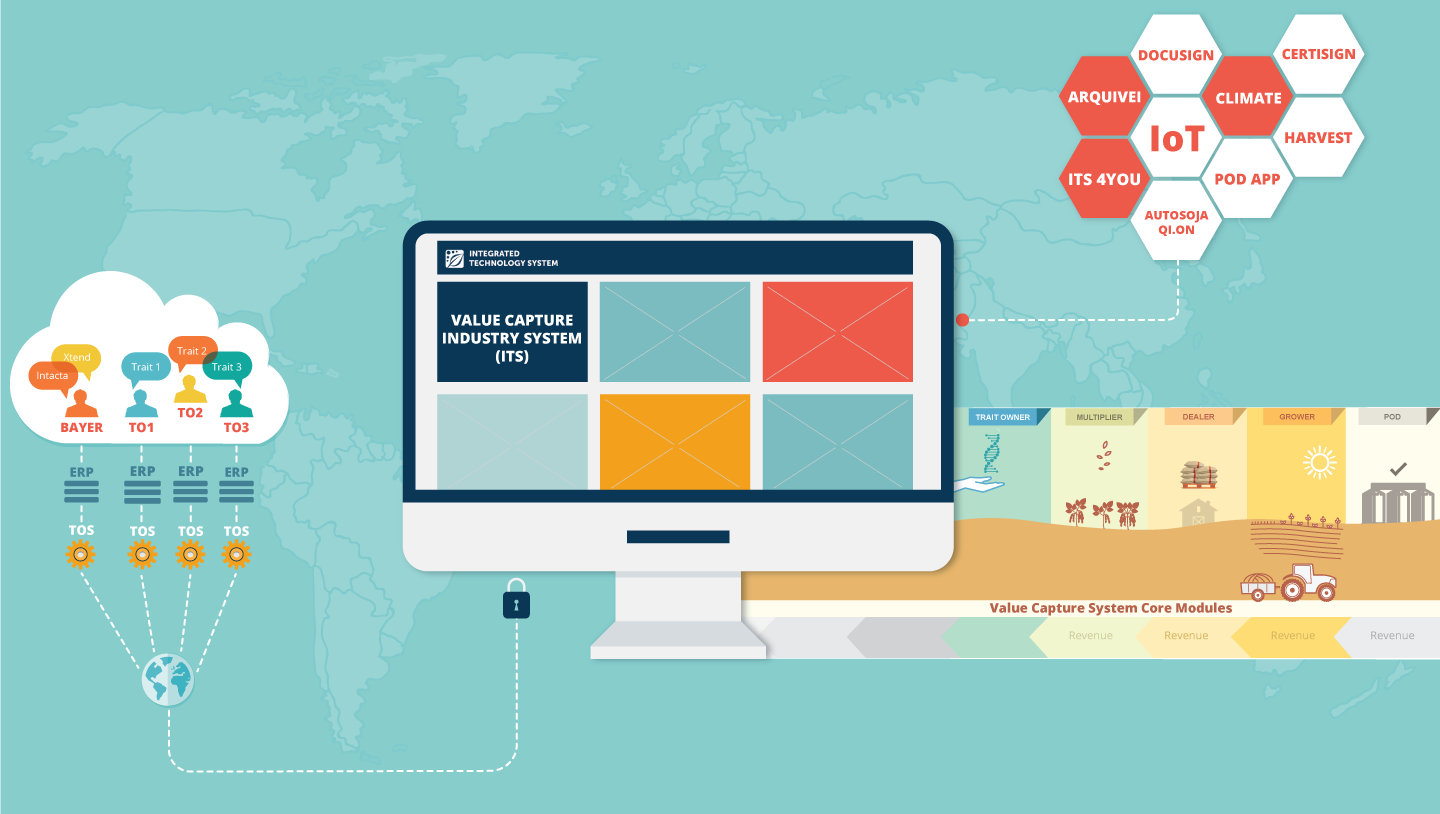 DOCUSIGN
CERTISIGN
ARQUIVEI
CLIMATE
IoT
HARVEST
ITS 4YOU
POD APP
AUTOSOJA
QI.ON
INTEGRATED
TECHNOLOGY SYSTEM
VALUE CAPTURE
INDUSTRY SYSTEM
(ITS)
Xtend
Intacta
Trait 1
Trait 2
Trait 3
BAYER
TO1
TO2
TO3
ERP
ERP
ERP
ERP
TOS
TOS
TOS
TOS
TRAIT OWNER
MULTIPLIER
DEALER
GROWER
POD
Value Capture System Core Modules
Revenue
Revenue
Revenue
Revenue